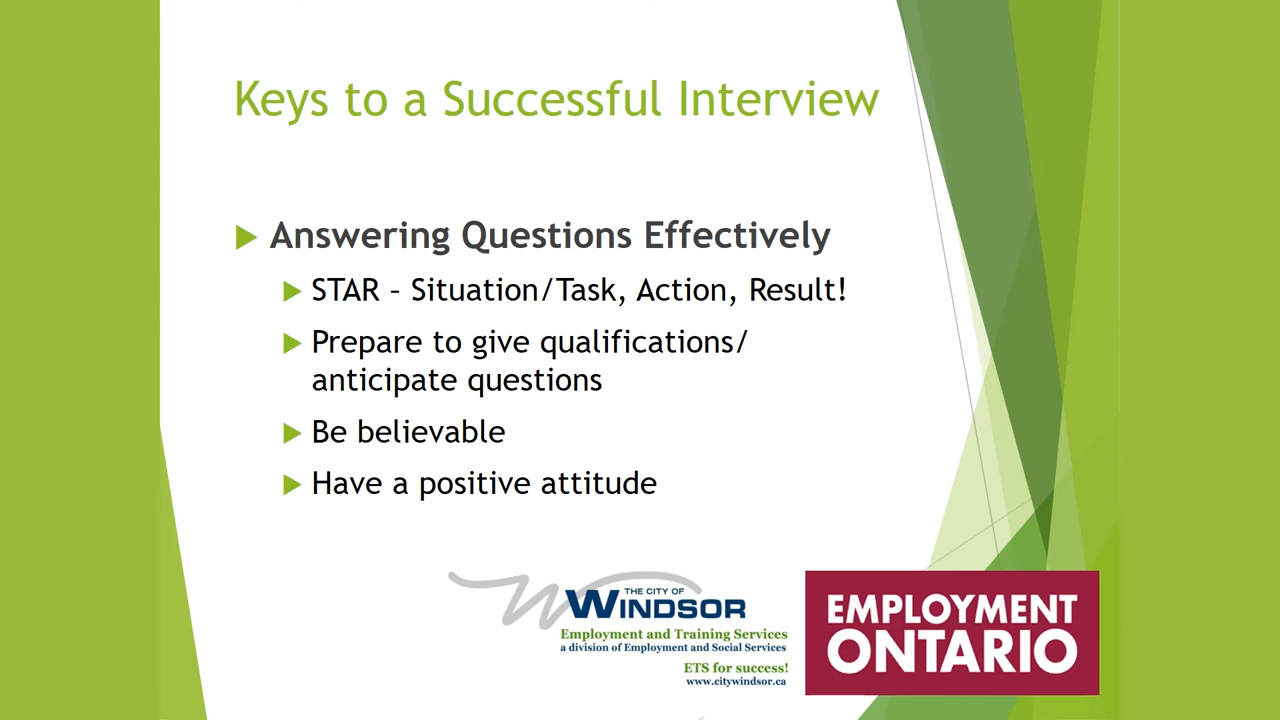 Keys to a Successful Interview
Answering Questions Effectively
STAR – Situation/Task, Action, Result!
Prepare to give qualifications/
anticipate questions
Be believable
Have a positive attitude
THE CITY OF
WINDSOR
Employment and Training Services
a division of Employment and Social Services
ETS for success!
www.citywindsor.ca
EMPLOYMENT
ONTARIO